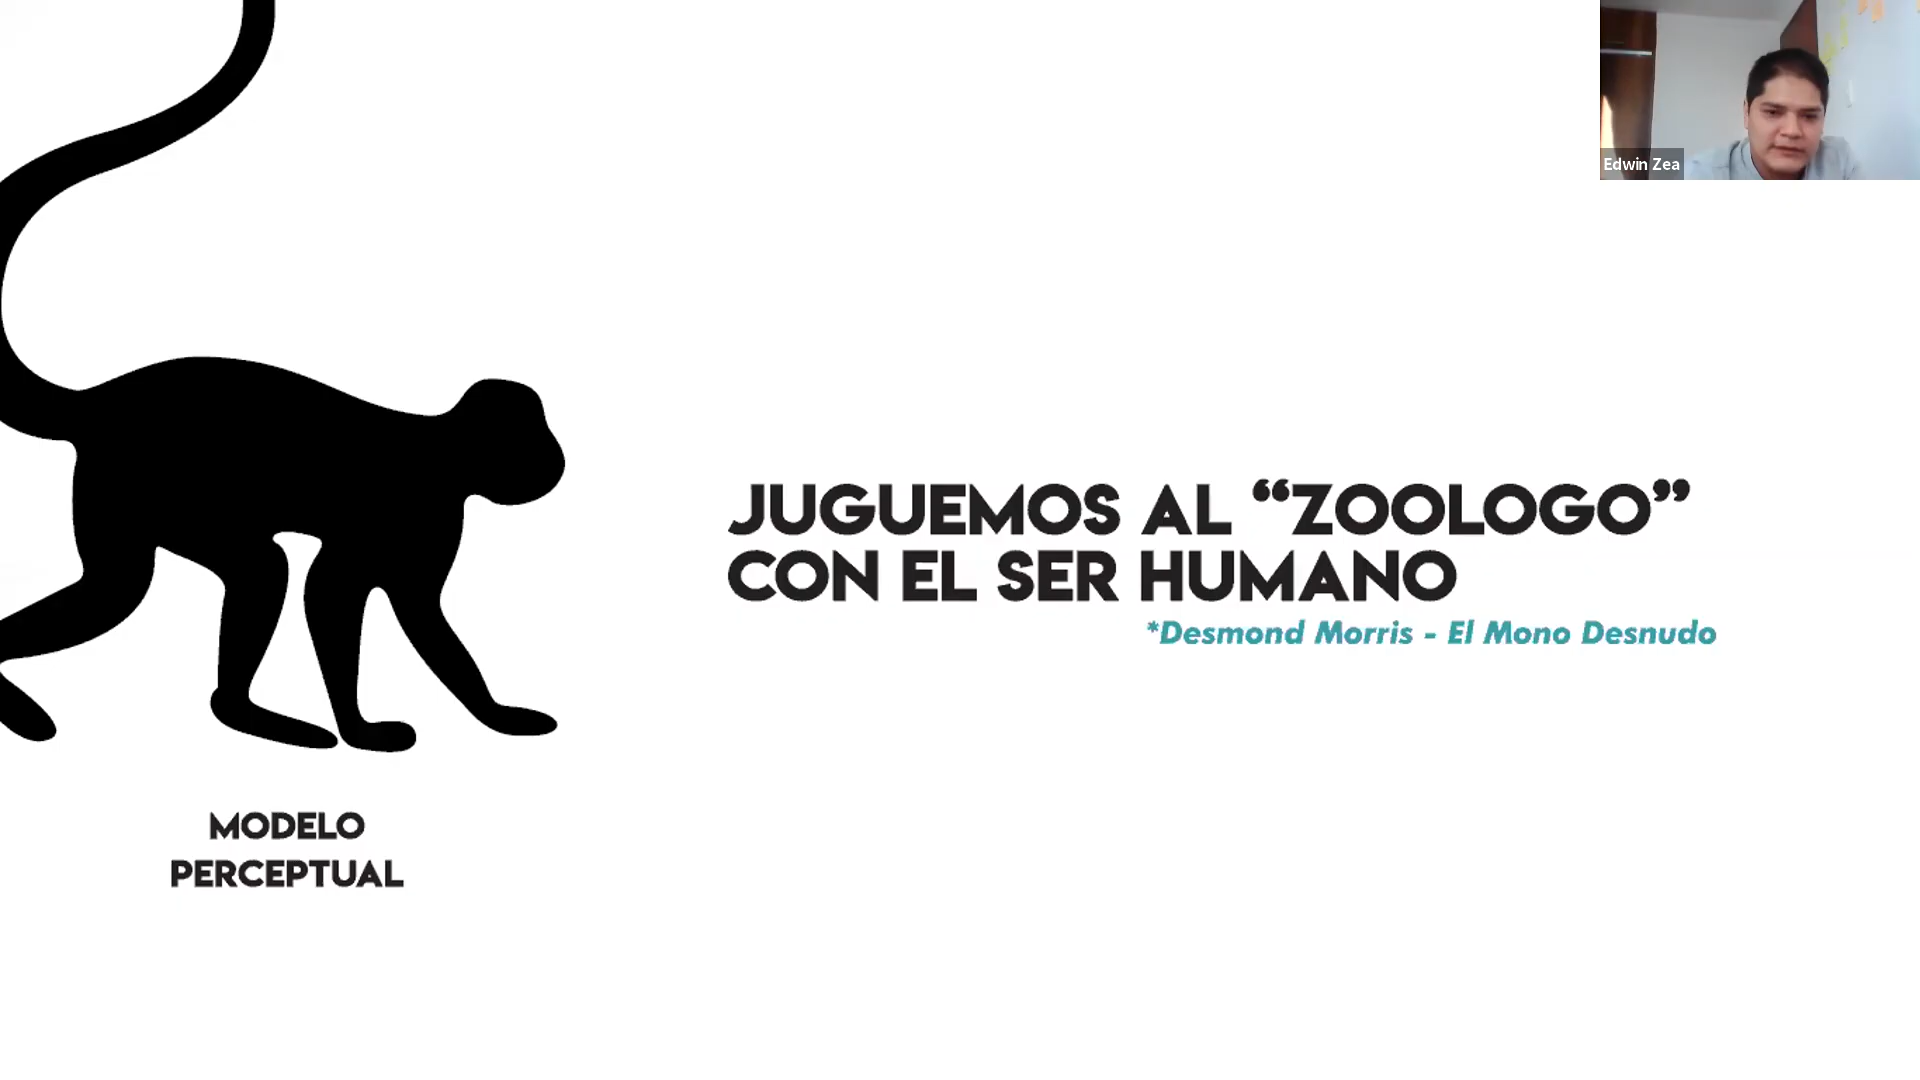 Edwin Zea
JUGUEMOS AL “ZOOLOGO”
CON EL SER HUMANO
*Desmond Morris - El Mono Desnudo
MODELO
PERCEPTUAL